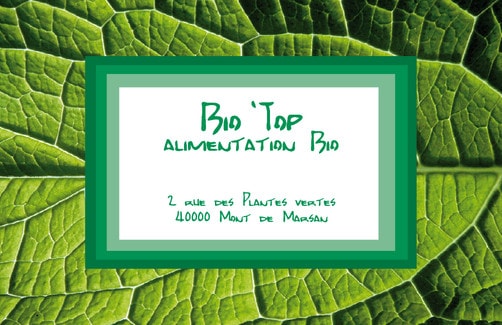 Bio 'Top
alimentation Bio
2 rue des Plantes vertes
40000 Mont de Marsan